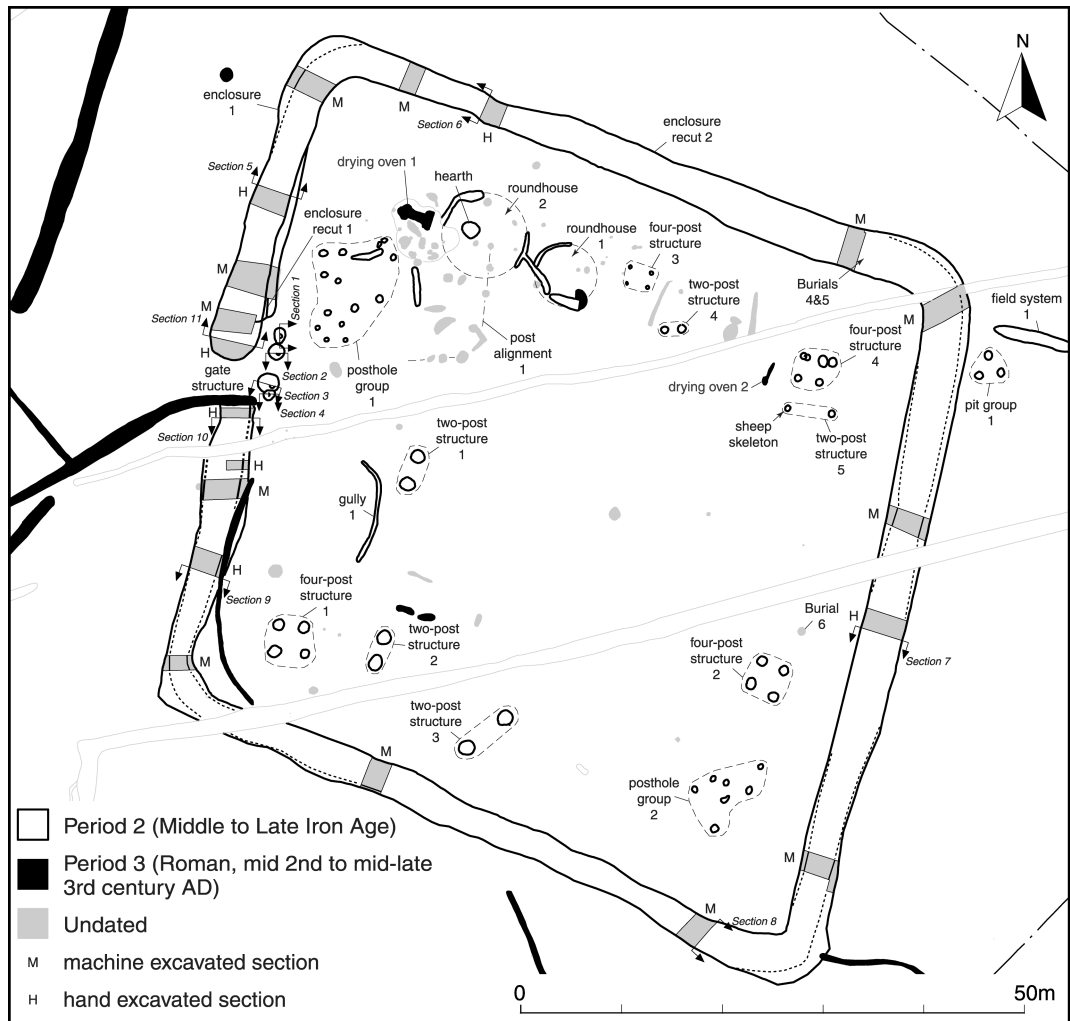 N
enclosure
1
M
M
Section 6
H
enclosure
recut 2
Section 5
H
drying oven 1
hearth
roundhouse
2
enclosure
recut 1
roundhouse
1
four-post
structure
3
M
Burials
4&5
M
M
Section 11
H
Section 1
two-post
structure
4
M
field system
1
gate
structure
Section 2
Section 3
Section 4
posthole
group
1
post
alignment
1
four-post
structure
4
drying oven 2
pit group
1
H
Section 10
H
M
two-post
structure
1
sheep
skeleton
two-post
structure
5
gully
1
M
H
Section 9
four-post
structure
1
two-post
structure
2
Burial
6
H
Section 7
M
four-post
structure
2
two-post
structure
3
M
posthole
group
2
M
M
Section 8
Period 2 (Middle to Late Iron Age)
Period 3 (Roman, mid 2nd to mid-late
3rd century AD)
Undated
M machine excavated section
H hand excavated section
0 50m